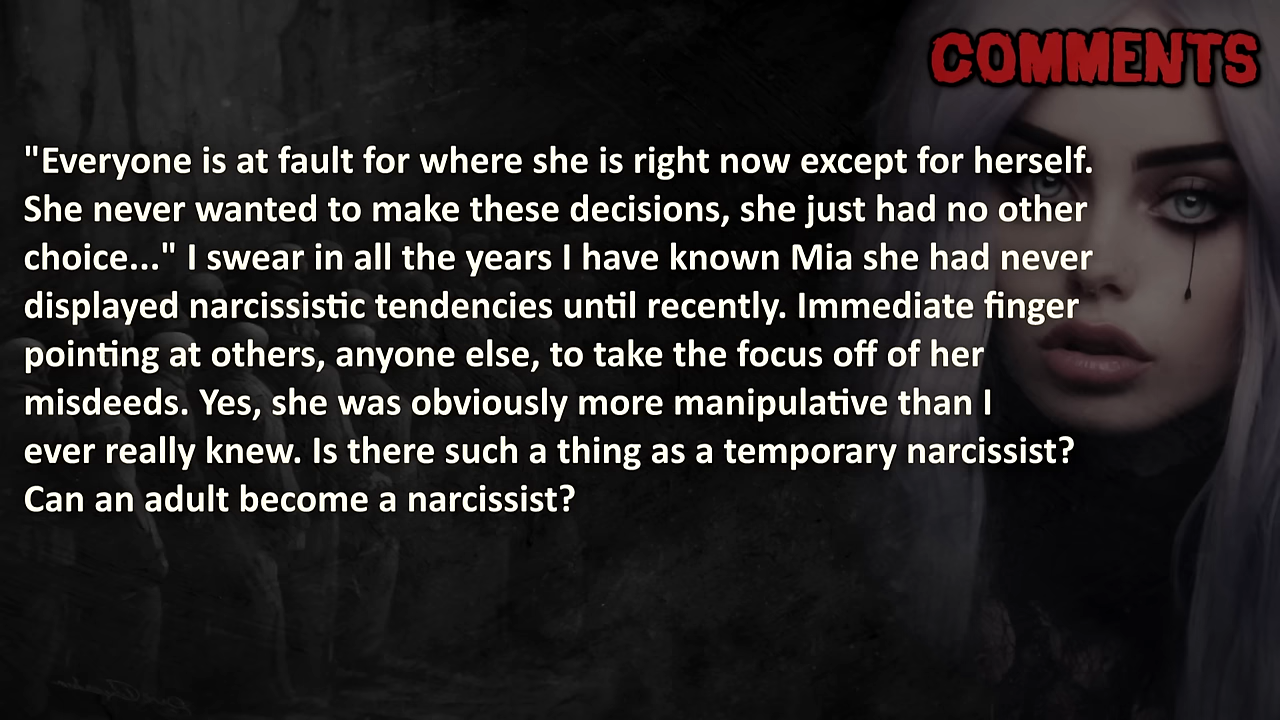 COMMENTS
"Everyone is at fault for where she is right now except for herself.
She never wanted to make these decisions, she just had no other
choice..." I swear in all the years I have known Mia she had never
displayed narcissistic tendencies until recently. Immediate finger
pointing at others, anyone else, to take the focus off of her
misdeeds. Yes, she was obviously more manipulative than I
ever really knew. Is there such a thing as a temporary narcissist?
Can an adult become a narcissist?